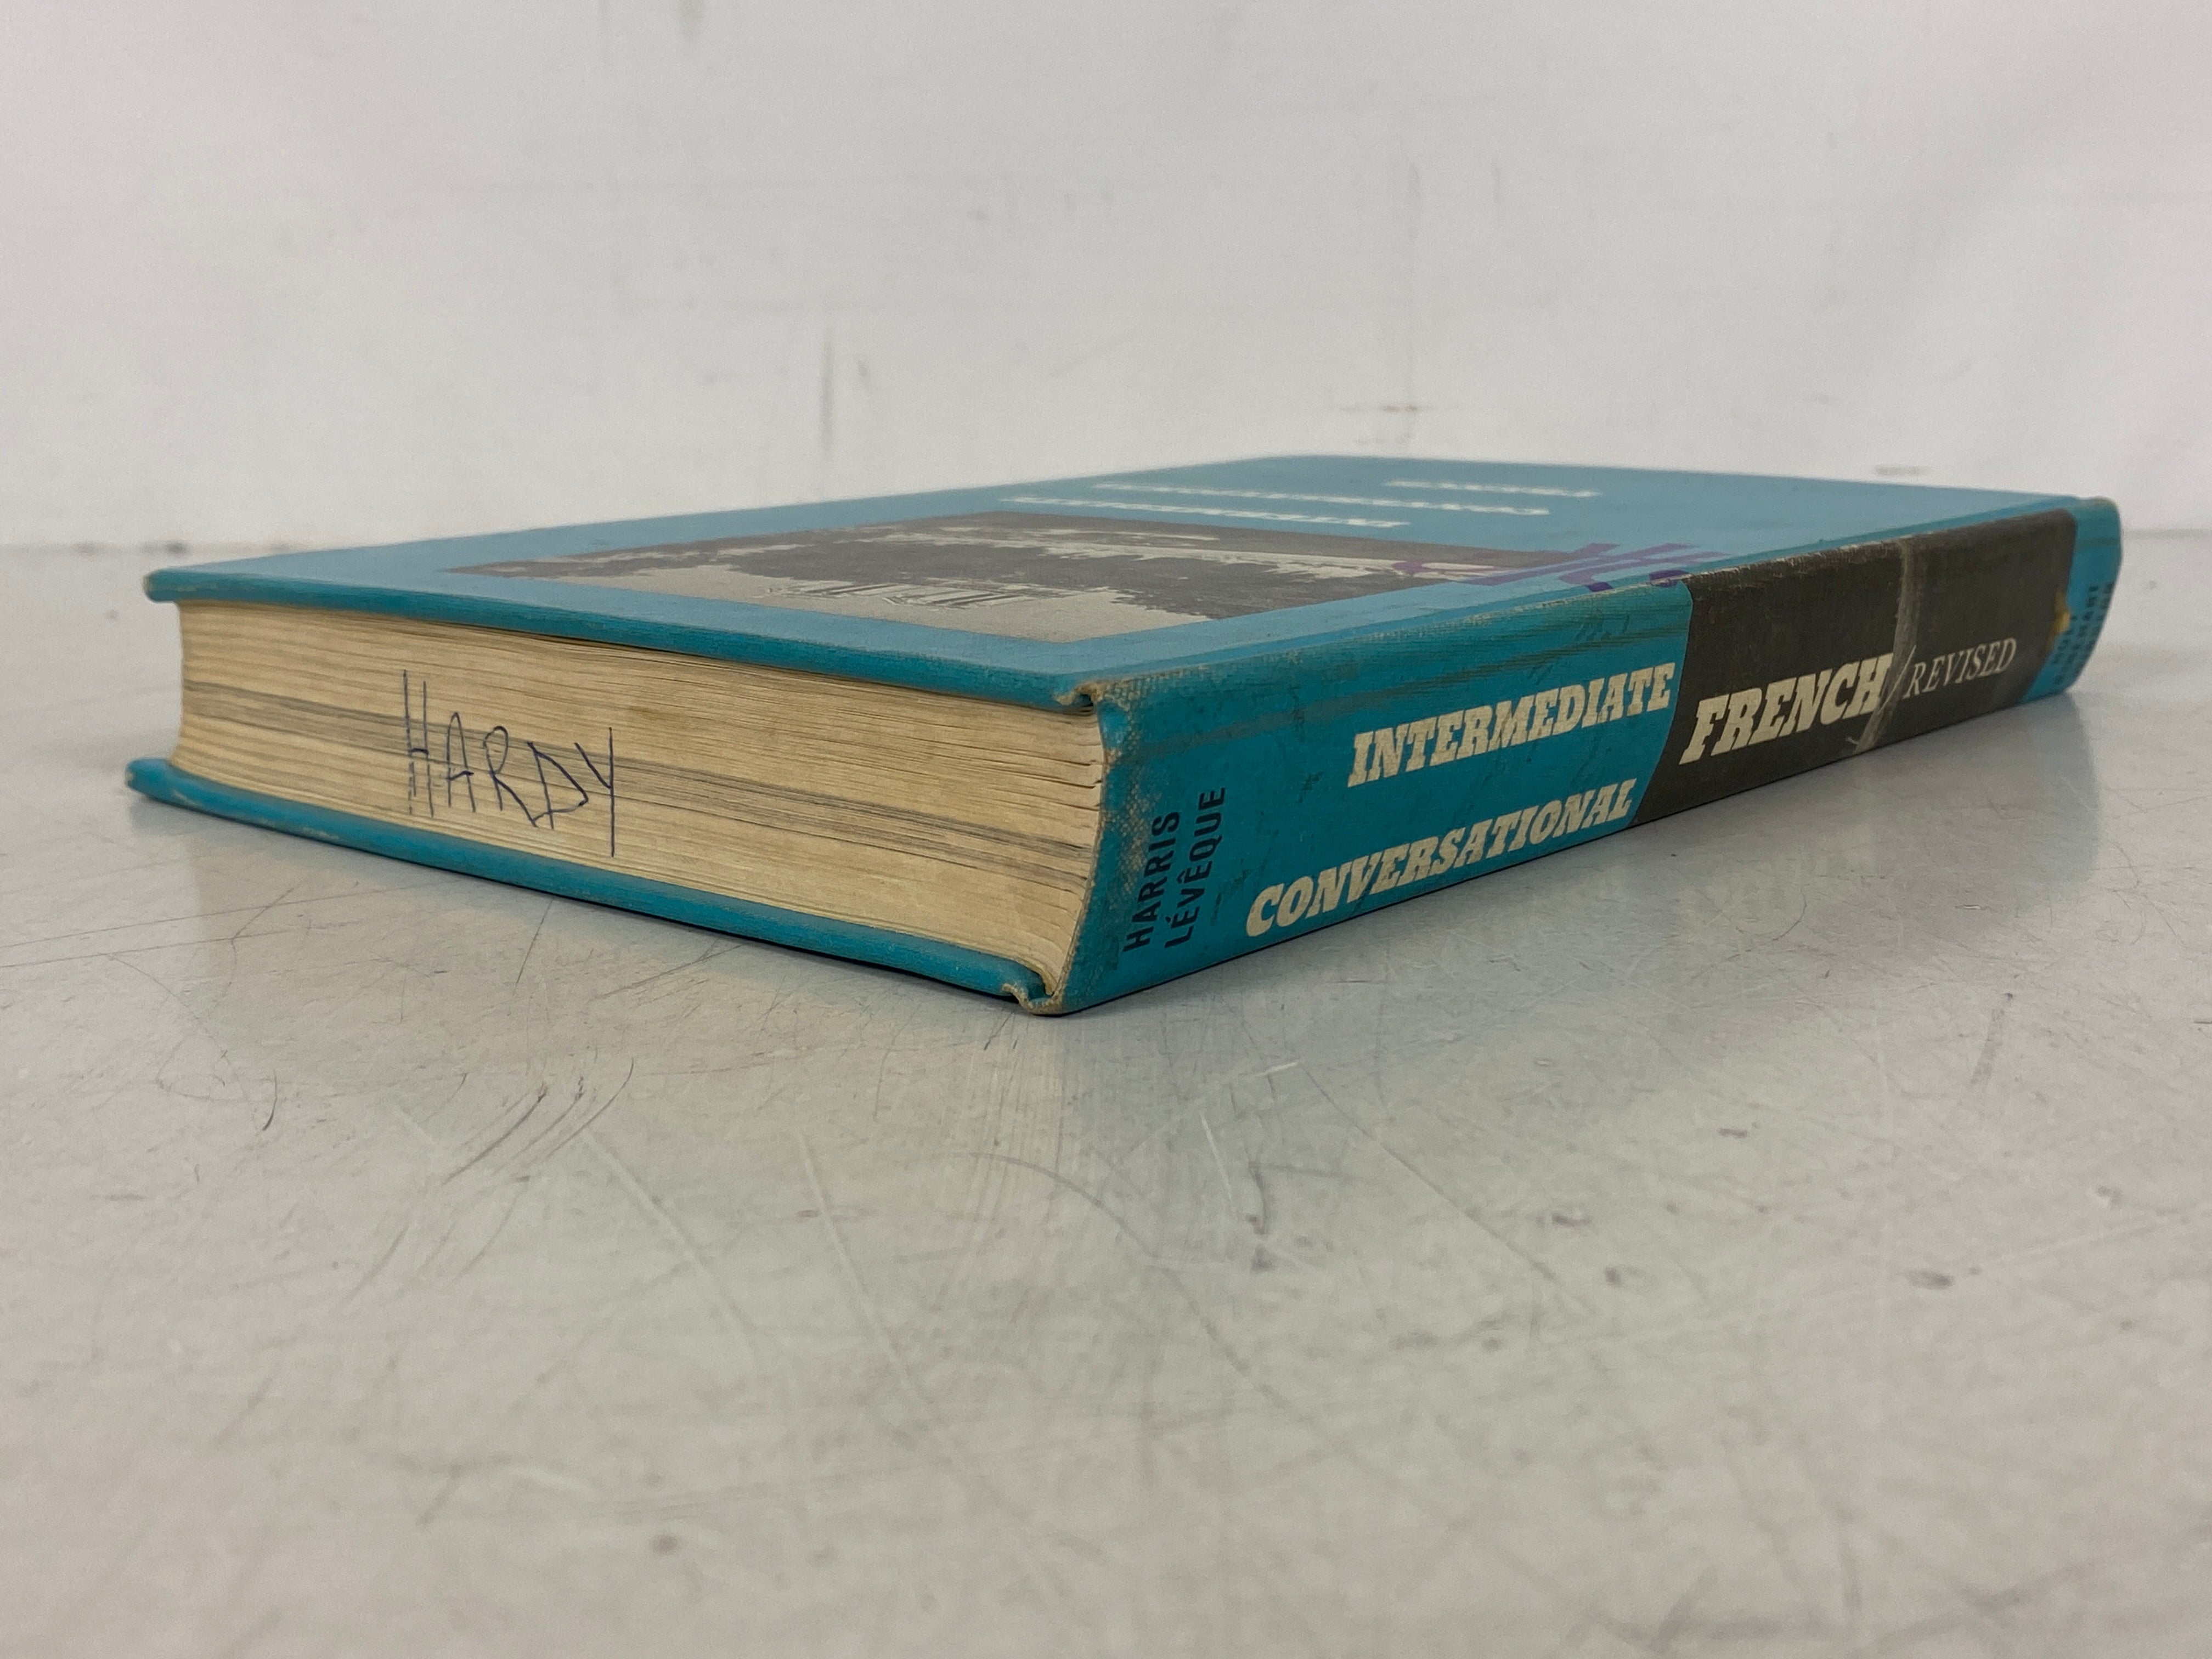 HARDY
HARRIS
LÉVÊQUE
INTERMEDIATE
CONVERSATIONAL
FRENCH / REVISED